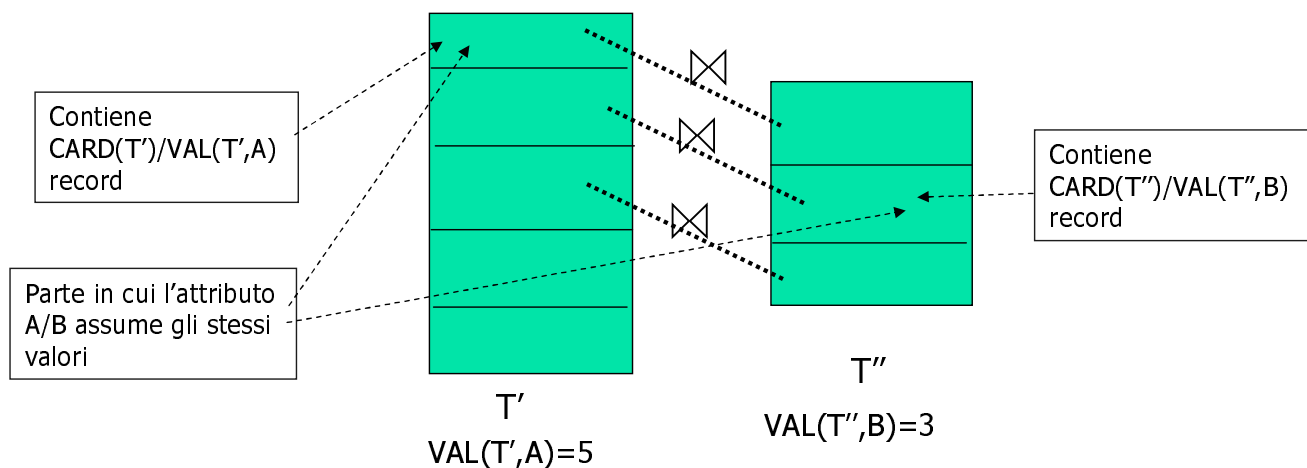 Contiene
CARD(T′)/VAL(T′,A)
record
Parte in cui l'attributo
A/B assume gli stessi
valori
Contiene
CARD(T″)/VAL(T″,B)
record
T′
VAL(T′,A)=5
T″
VAL(T″,B)=3